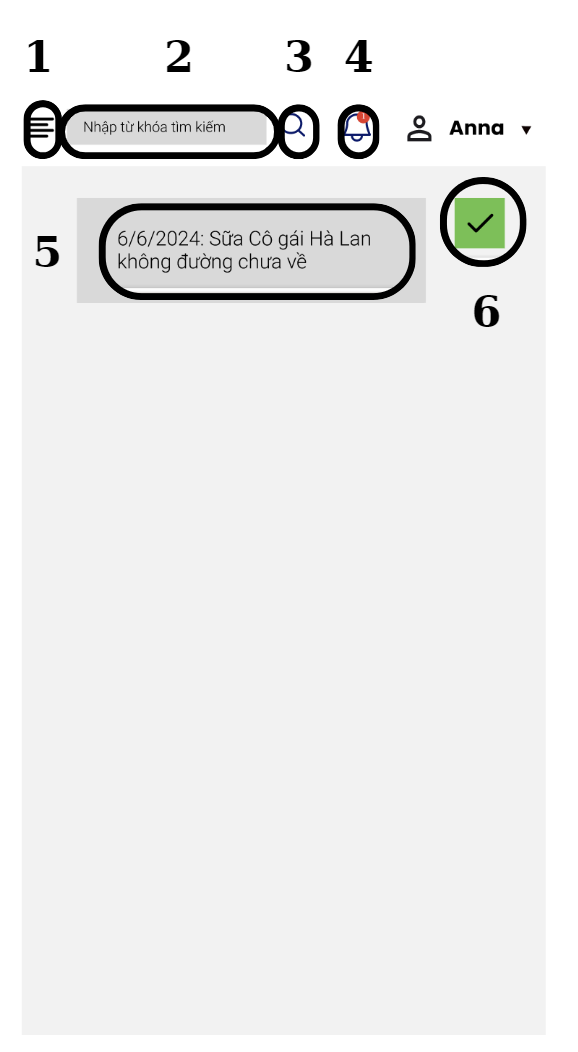 1 2 3 4
Nhập từ khóa tìm kiếm
!
Anna
5
6/6/2024: Sữa Cô gái Hà Lan
không đường chưa về
6